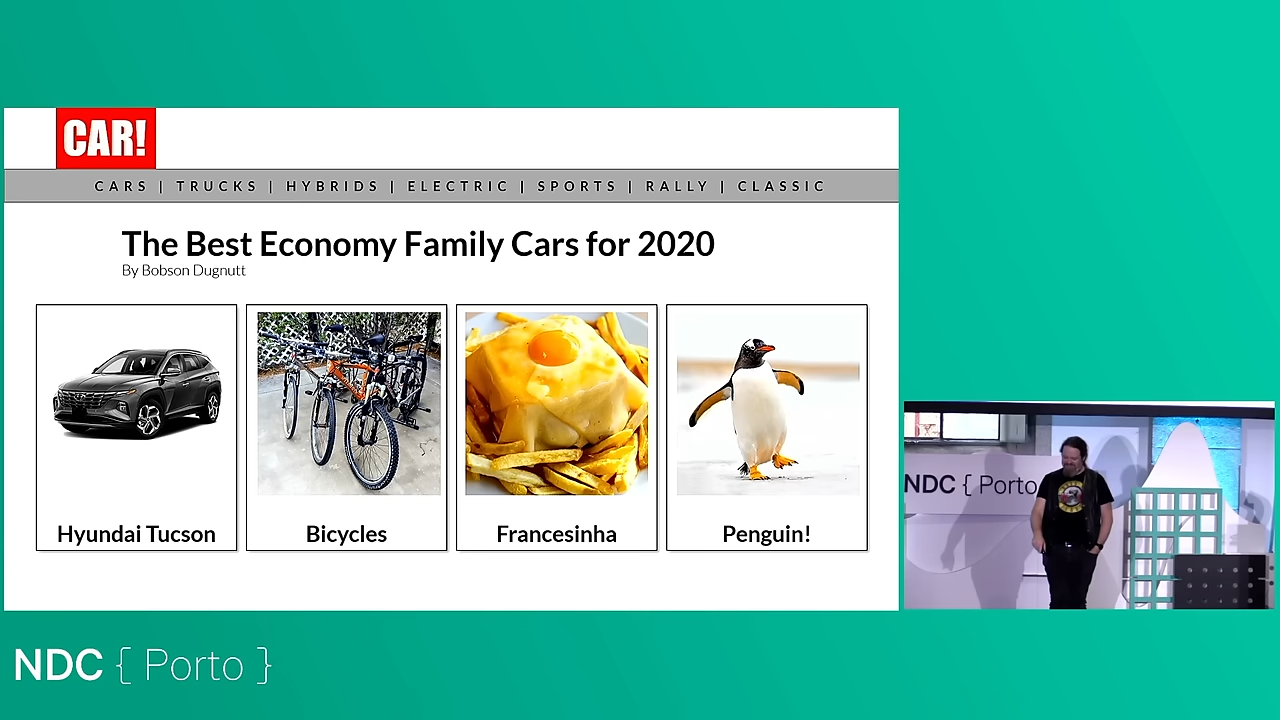 CAR!
CARS | TRUCKS | HYBRIDS | ELECTRIC | SPORTS | RALLY | CLASSIC
The Best Economy Family Cars for 2020
By Bobson Dugnutt
Hyundai Tucson
Bicycles
Francesinha
Penguin!
NDC { Porto
NDC { Porto }